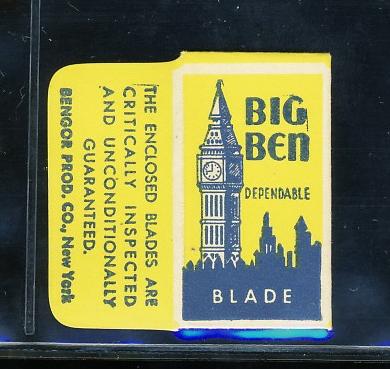 BIG
BEN
DEPENDABLE
BLADE
THE ENCLOSED BLADES ARE
CRITICALLY INSPECTED
AND UNCONDITIONALLY
GUARANTEED.
BENGOR PROD. CO., New York